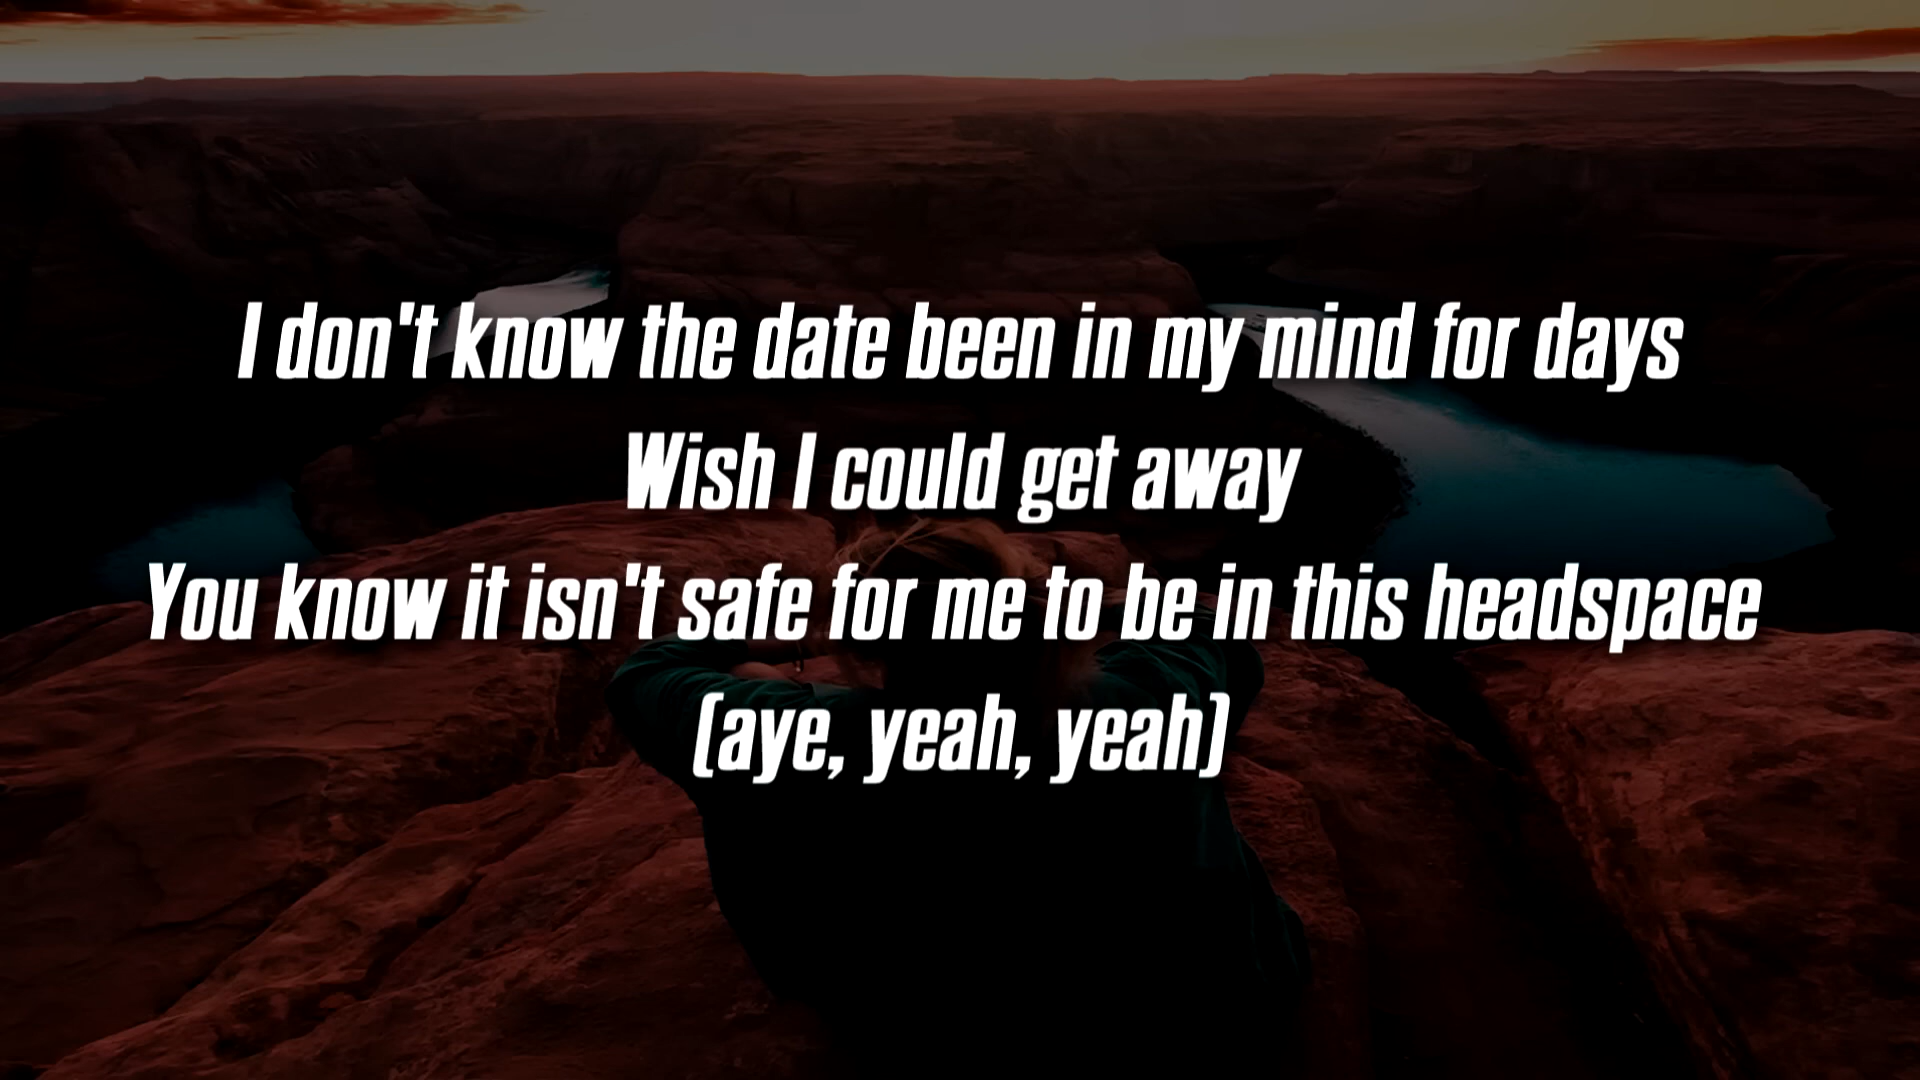 I don't know the date been in my mind for days
Wish I could get away
You know it isn't safe for me to be in this headspace
(aye, yeah, yeah)